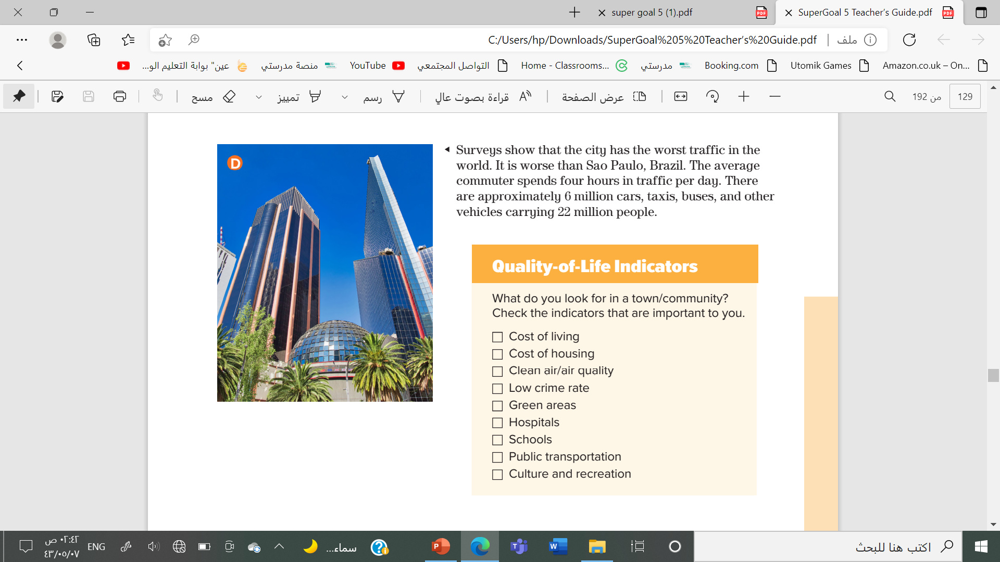 super goal 5 (1).pdf
SuperGoal 5 Teacher's Guide.pdf
C:/Users/hp/Downloads/SuperGoal%205%20Teacher's%20Guide.pdf
ملف
عين" بوابة التعليم الو...
منصة مدرستي
YouTube
التواصل المجتمعي
Home - Classrooms...
مدرستي
Booking.com
Utomik Games
Amazon.co.uk – On...
مسح
تمييز
رسم
قراءة بصوت عالٍ
عرض الصفحة
من 192
129
D
Surveys show that the city has the worst traffic in the
world. It is worse than Sao Paulo, Brazil. The average
commuter spends four hours in traffic per day. There
are approximately 6 million cars, taxis, buses, and other
vehicles carrying 22 million people.
Quality-of-Life Indicators
What do you look for in a town/community?
Check the indicators that are important to you.
Cost of living
Cost of housing
Clean air/air quality
Low crime rate
Green areas
Hospitals
Schools
Public transportation
Culture and recreation
٠٢:٤٢ ص
٤٣/٠٥/٠٧
ENG
سماء...
اكتب هنا للبحث